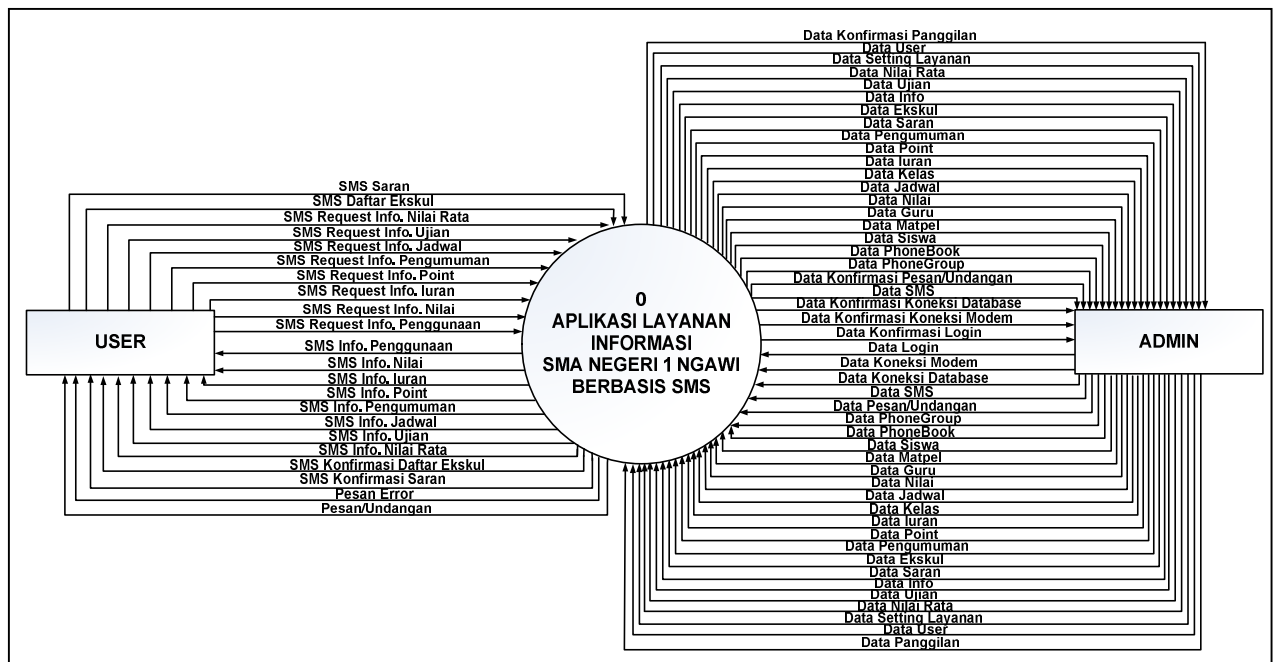 SMS Saran
SMS Daftar Ekskul
SMS Request Info. Nilai Rata
SMS Request Info. Ujian
SMS Request Info. Jadwal
SMS Request Info. Pengumuman
SMS Request Info. Point
SMS Request Info. Iuran
SMS Request Info. Nilai
SMS Request Info. Penggunaan
USER
SMS Info. Penggunaan
SMS Info. Nilai
SMS Info. Iuran
SMS Info. Point
SMS Info. Pengumuman
SMS Info. Jadwal
SMS Info. Ujian
SMS Info. Nilai Rata
SMS Konfirmasi Daftar Ekskul
SMS Konfirmasi Saran
Pesan Error
Pesan/Undangan
0
APLIKASI LAYANAN
INFORMASI
SMA NEGERI 1 NGAWI
BERBASIS SMS
Data Konfirmasi Panggilan
Data User
Data Setting Layanan
Data Nilai Rata
Data Ujian
Data Info
Data Ekskul
Data Saran
Data Pengumuman
Data Point
Data Iuran
Data Kelas
Data Jadwal
Data Nilai
Data Guru
Data Matpel
Data Siswa
Data PhoneBook
Data PhoneGroup
Data Konfirmasi Pesan/Undangan
Data SMS
Data Konfirmasi Koneksi Database
Data Konfirmasi Koneksi Modem
Data Konfirmasi Login
ADMIN
Data Login
Data Koneksi Modem
Data Koneksi Database
Data SMS
Data Pesan/Undangan
Data PhoneGroup
Data PhoneBook
Data Siswa
Data Matpel
Data Guru
Data Nilai
Data Jadwal
Data Kelas
Data Iuran
Data Point
Data Pengumuman
Data Ekskul
Data Saran
Data Info
Data Ujian
Data Nilai Rata
Data Setting Layanan
Data User
Data Panggilan